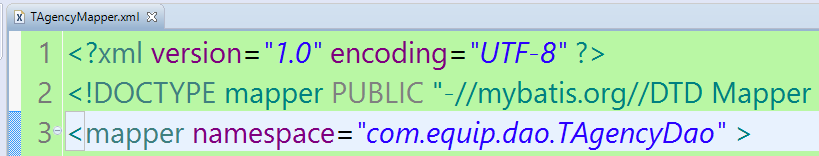 TAgencyMapper.xml
1 <?xml version="1.0" encoding="UTF-8" ?>
2 <!DOCTYPE mapper PUBLIC "-//mybatis.org//DTD Mapper
3 <mapper namespace="com.equip.dao.TAgencyDao" >